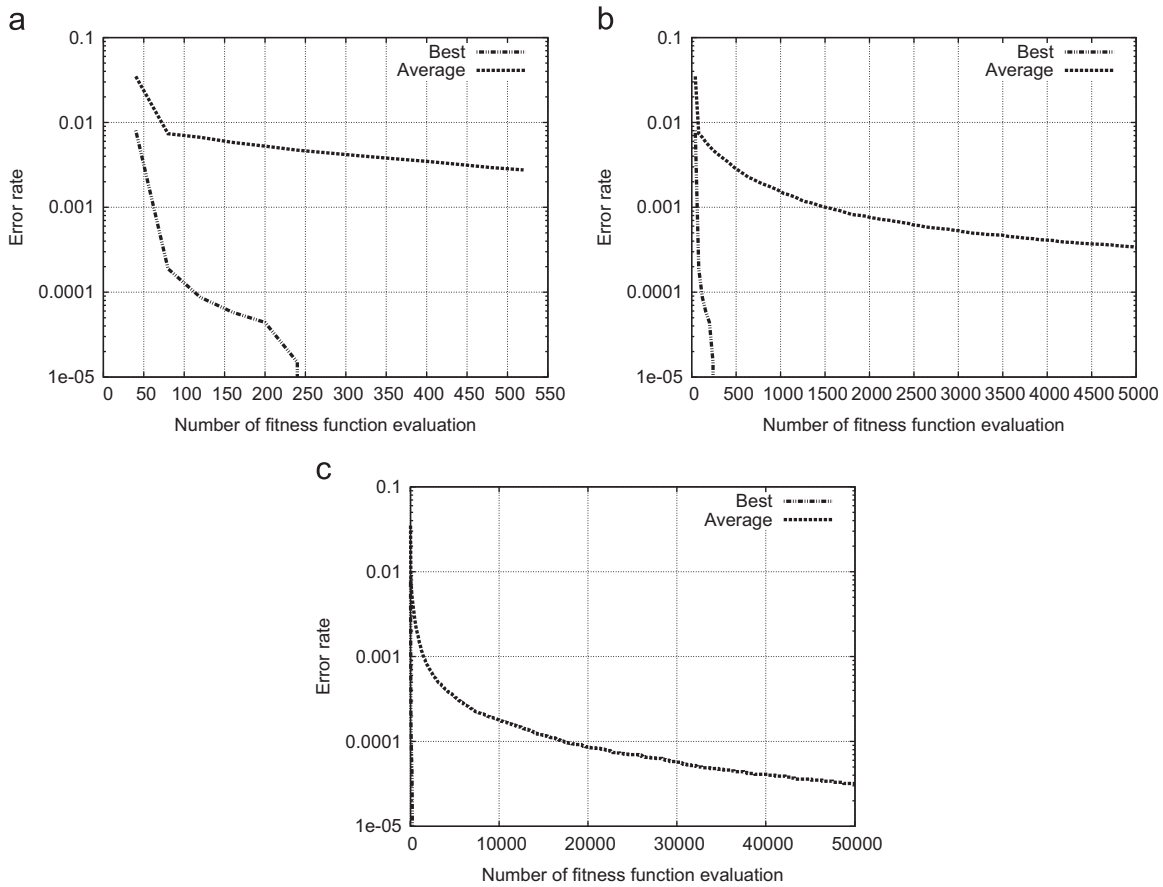 a
0.1
0.01
0.001
0.0001
1e-05
Error rate
Best
Average
0 50 100 150 200 250 300 350 400 450 500 550
Number of fitness function evaluation
b
0.1
0.01
0.001
0.0001
1e-05
Error rate
Best
Average
0 500 1000 1500 2000 2500 3000 3500 4000 4500 5000
Number of fitness function evaluation
c
0.1
0.01
0.001
0.0001
1e-05
Error rate
Best
Average
0 10000 20000 30000 40000 50000
Number of fitness function evaluation